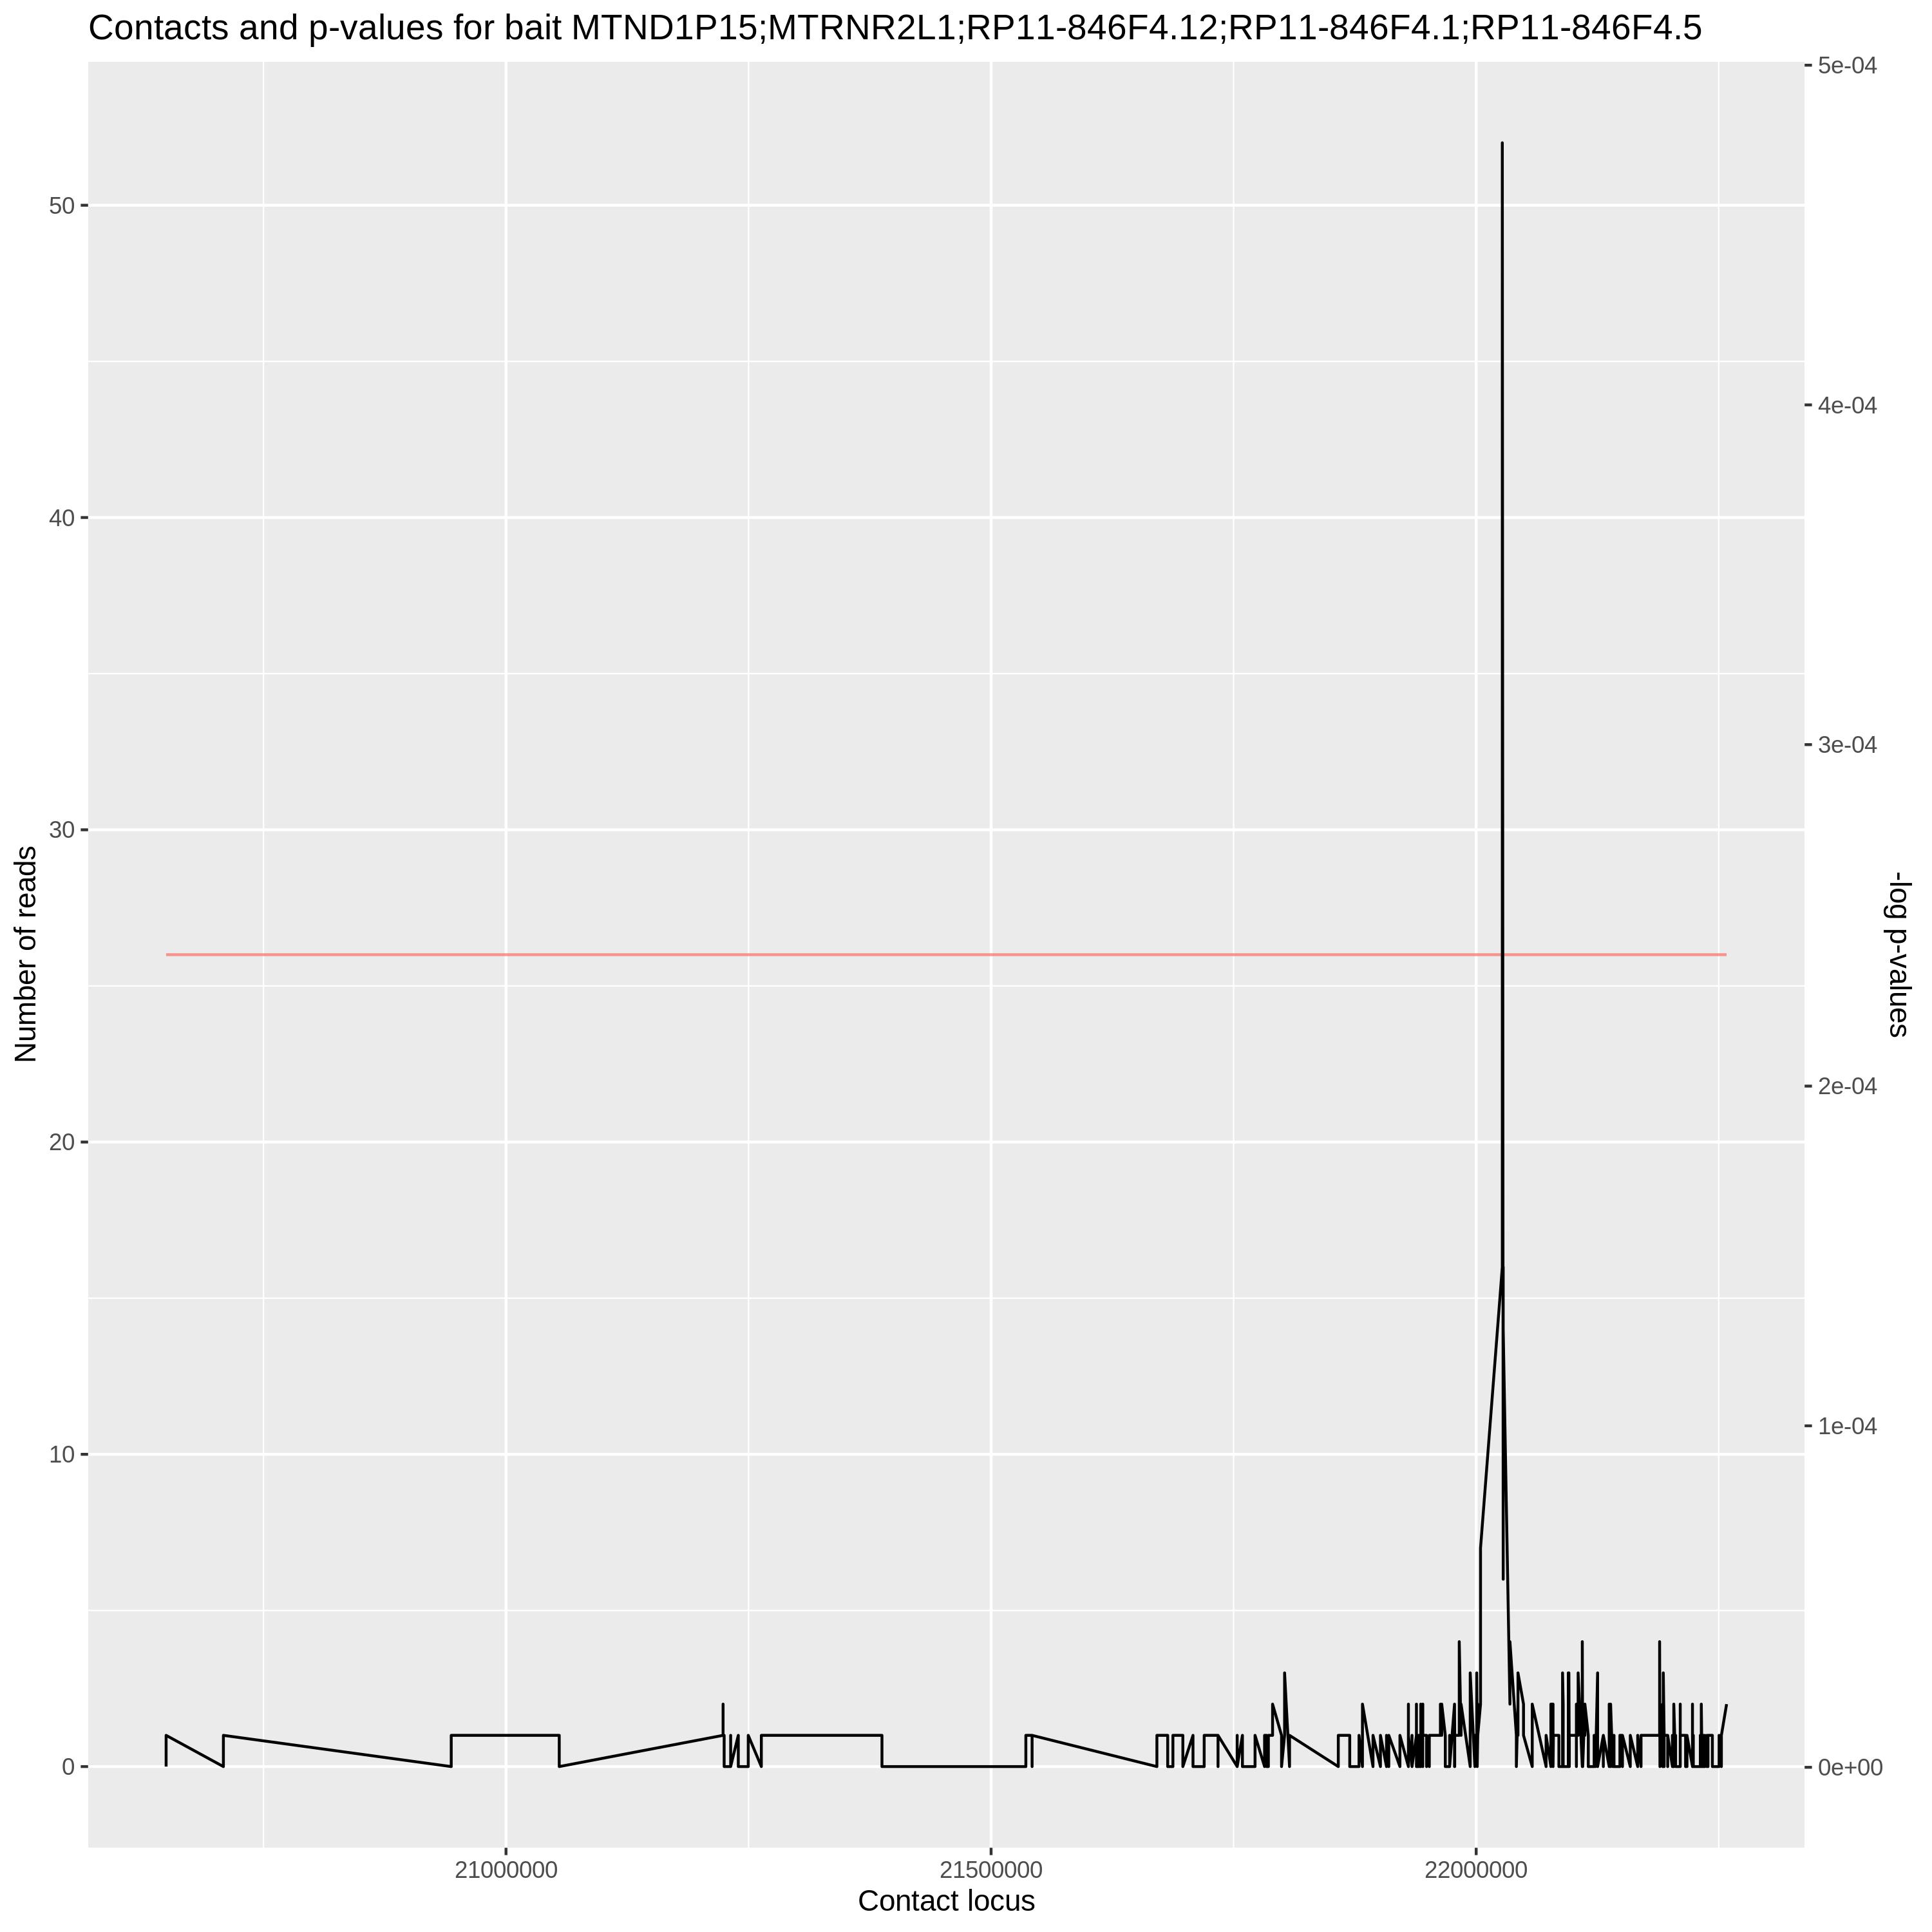 Contacts and p-values for bait MTND1P15;MTRNR2L1;RP11-846F4.12;RP11-846F4.1;RP11-846F4.5
5e-04
50
4e-04
40
3e-04
30
Number of reads
-log p-values
2e-04
20
1e-04
10
0
0e+00
21000000
21500000
22000000
Contact locus